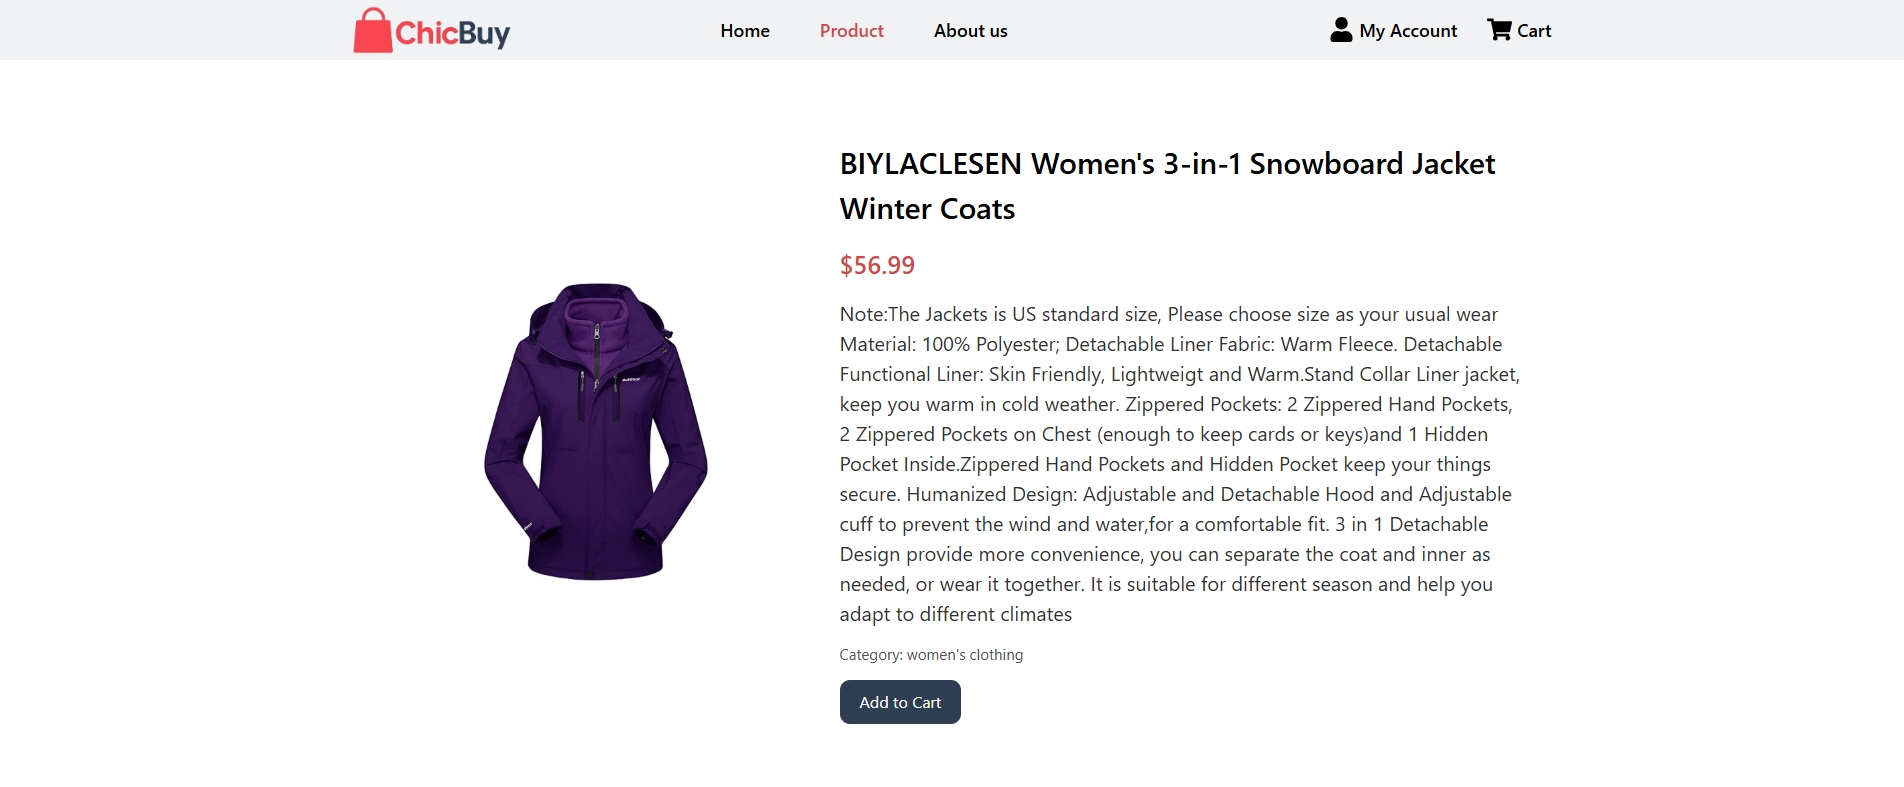 ChicBuy
Home
Product
About us
My Account
Cart
BIYLACLESEN Women's 3-in-1 Snowboard Jacket
Winter Coats
$56.99
Note:The Jackets is US standard size, Please choose size as your usual wear
Material: 100% Polyester; Detachable Liner Fabric: Warm Fleece. Detachable
Functional Liner: Skin Friendly, Lightweigt and Warm.Stand Collar Liner jacket,
keep you warm in cold weather. Zippered Pockets: 2 Zippered Hand Pockets,
2 Zippered Pockets on Chest (enough to keep cards or keys)and 1 Hidden
Pocket Inside.Zippered Hand Pockets and Hidden Pocket keep your things
secure. Humanized Design: Adjustable and Detachable Hood and Adjustable
cuff to prevent the wind and water,for a comfortable fit. 3 in 1 Detachable
Design provide more convenience, you can separate the coat and inner as
needed, or wear it together. It is suitable for different season and help you
adapt to different climates
Category: women's clothing
Add to Cart
outdoor